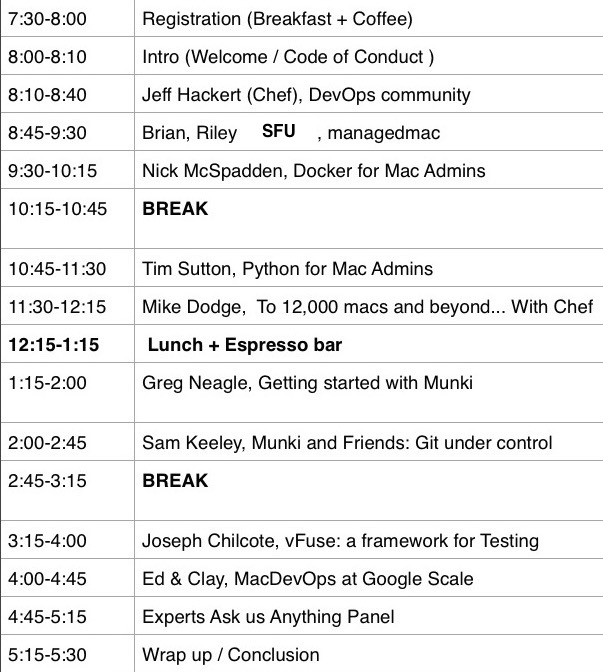 7:30-8:00 Registration (Breakfast + Coffee)
8:00-8:10 Intro (Welcome / Code of Conduct )
8:10-8:40 Jeff Hackert (Chef), DevOps community
8:45-9:30 Brian, Riley SFU , managedmac
9:30-10:15 Nick McSpadden, Docker for Mac Admins
10:15-10:45 BREAK
10:45-11:30 Tim Sutton, Python for Mac Admins
11:30-12:15 Mike Dodge, To 12,000 macs and beyond... With Chef
12:15-1:15 Lunch + Espresso bar
1:15-2:00 Greg Neagle, Getting started with Munki
2:00-2:45 Sam Keeley, Munki and Friends: Git under control
2:45-3:15 BREAK
3:15-4:00 Joseph Chilcote, vFuse: a framework for Testing
4:00-4:45 Ed & Clay, MacDevOps at Google Scale
4:45-5:15 Experts Ask us Anything Panel
5:15-5:30 Wrap up / Conclusion